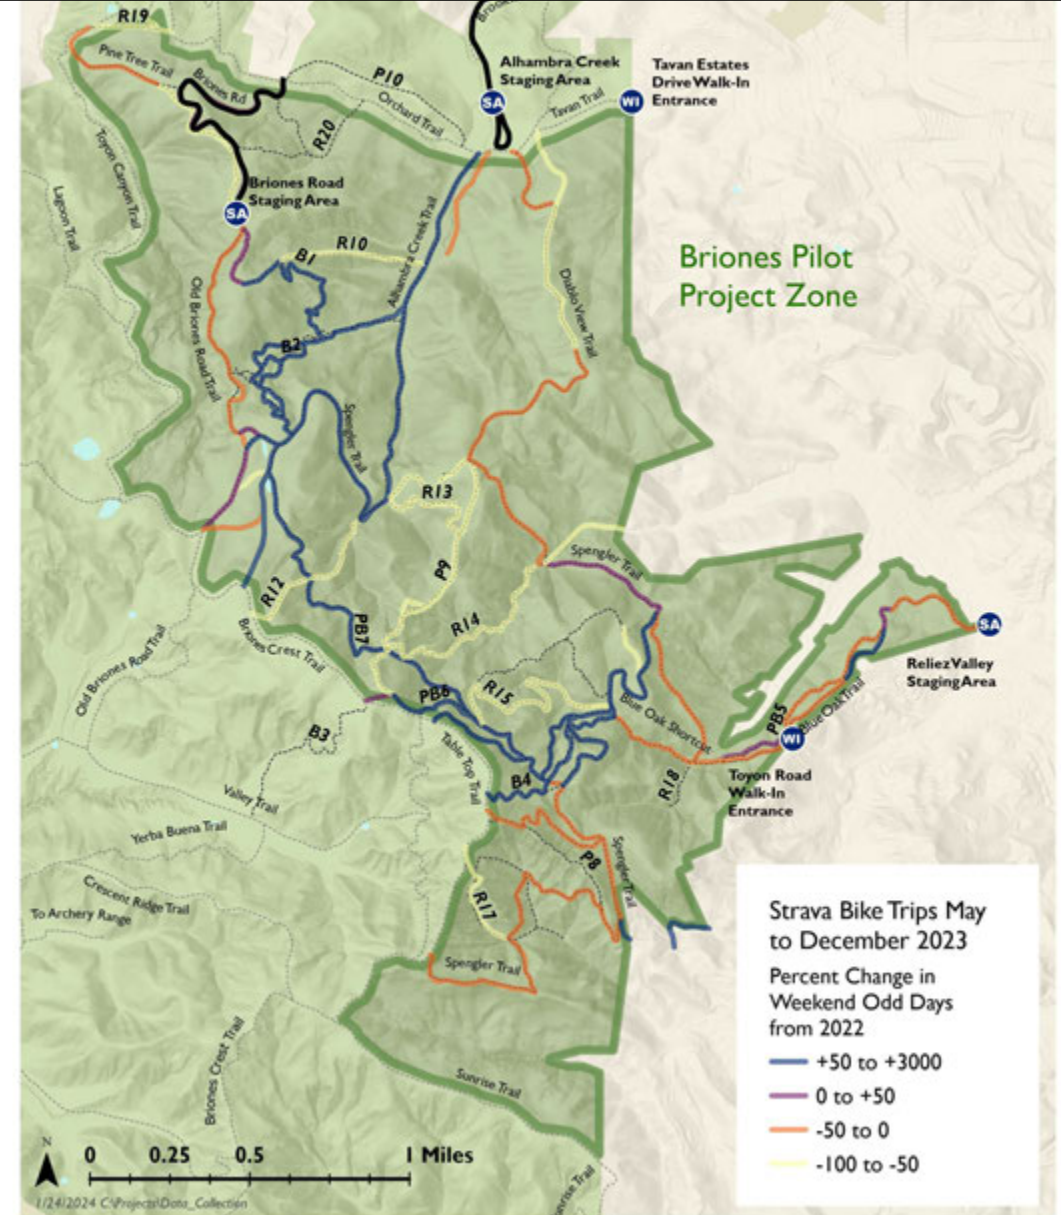 Brook
R19
Pine Tree Trail
Briones Rd
P10
Orchard Trail
R20
Alhambra Creek
Staging Area
SA
Tavan Trail
WI
Tavan Estates
Drive Walk-In
Entrance
Toyon Canyon Trail
Lagoon Trail
Briones Road
Staging Area
SA
R10
B1
Alhambra Creek Trail
Briones Pilot
Project Zone
Old Briones Road Trail
Diablo View Trail
B2
Spengler Trail
R13
P9
Spengler Trail
R12
R14
PB7
Briones Crest Trail
Old Briones Road Trail
SA
Reliez Valley
Staging Area
PB6
R15
Blue Oak Shortcut
PB5
Blue Oak Trail
WI
B3
Table Top Trail
B4
R18
Toyon Road
Walk-In
Entrance
Valley Trail
Yerba Buena Trail
P8
Spengler Trail
Crescent Ridge Trail
To Archery Range
R17
Spengler Trail
Briones Crest Trail
Sunrise Trail
Strava Bike Trips May
to December 2023
Percent Change in
Weekend Odd Days
from 2022
+50 to +3000
0 to +50
-50 to 0
-100 to -50
N
0 0.25 0.5 1 Miles
1/24/2024 C:\Projects\Data_Collection
nrise Trail